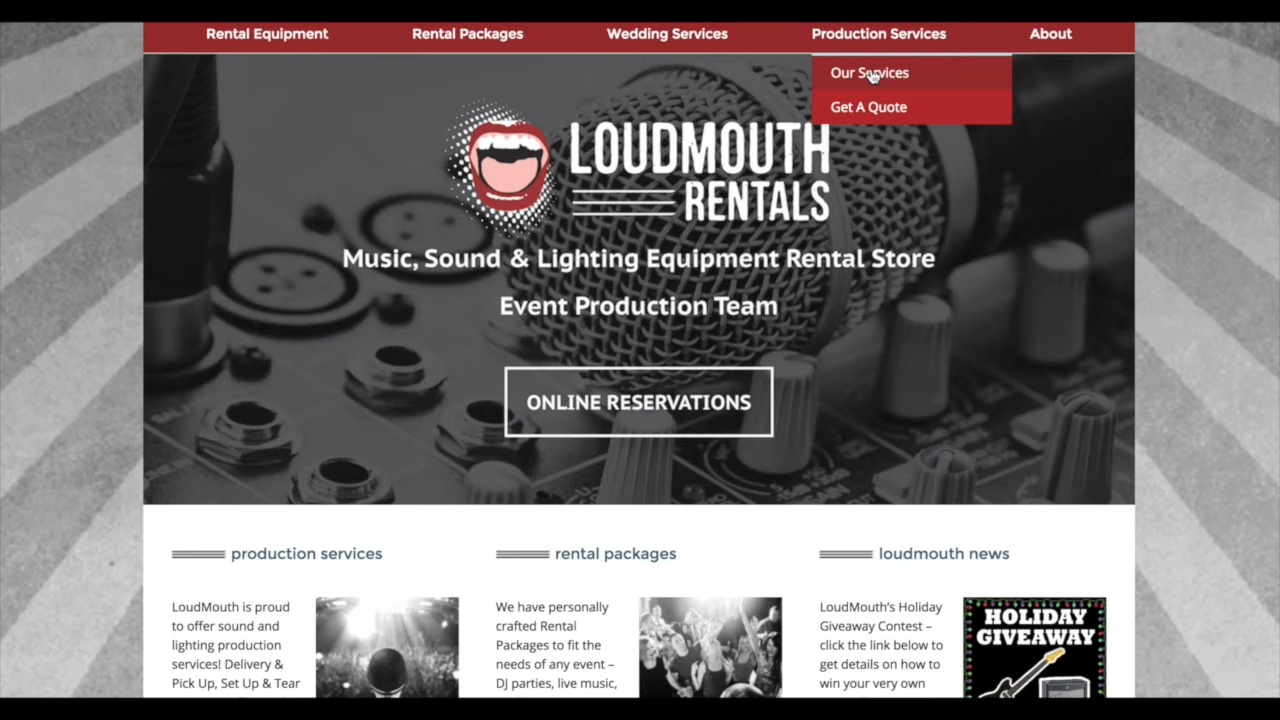 Rental Equipment
Rental Packages
Wedding Services
Production Services
About
Our Services
Get A Quote
LOUDMOUTH
RENTALS
Music, Sound & Lighting Equipment Rental Store
Event Production Team
ONLINE RESERVATIONS
production services
LoudMouth is proud
to offer sound and
lighting production
services! Delivery &
Pick Up, Set Up & Tear
rental packages
We have personally
crafted Rental
Packages to fit the
needs of any event –
DJ parties, live music,
loudmouth news
LoudMouth's Holiday
Giveaway Contest –
click the link below to
get details on how to
win your very own
HOLIDAY
GIVEAWAY